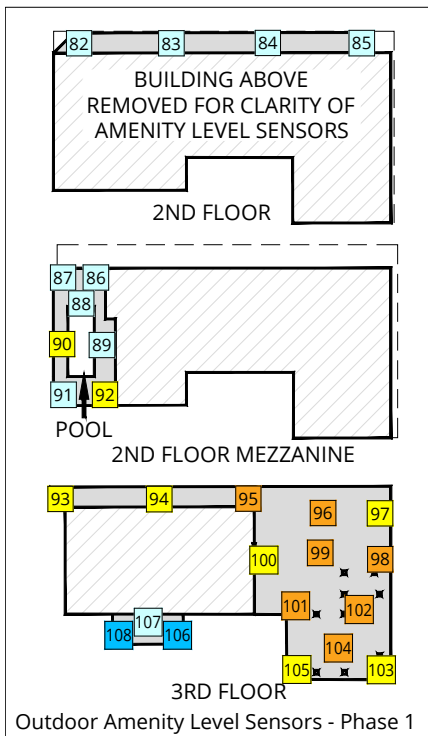 82 83 84 85
BUILDING ABOVE
REMOVED FOR CLARITY OF
AMENITY LEVEL SENSORS
2ND FLOOR
87 86
88
90 89
91 92
POOL
2ND FLOOR MEZZANINE
93 94 95
96 97
99 98
100
101 102
107
108 106
104
105 103
3RD FLOOR
Outdoor Amenity Level Sensors - Phase 1